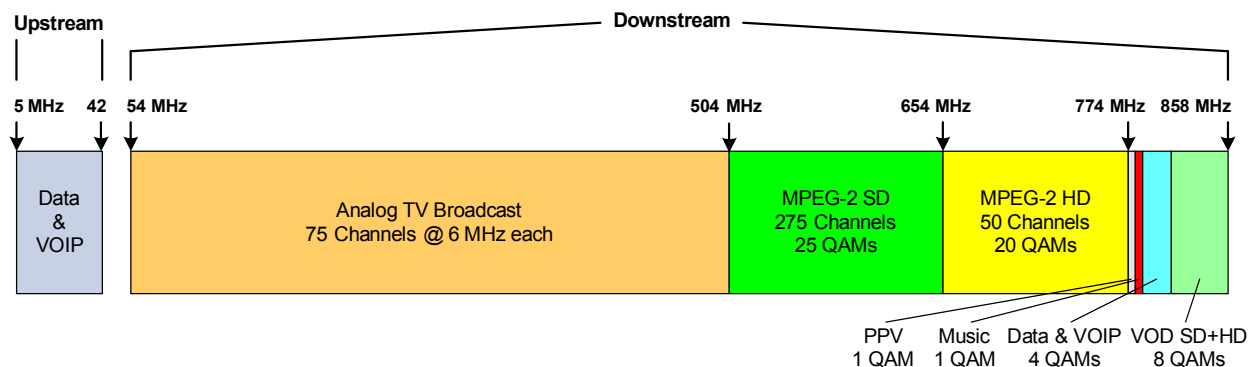 Upstream
Downstream
5 MHz
42
54 MHz
504 MHz
654 MHz
774 MHz
858 MHz
Data
&
VOIP
Analog TV Broadcast
75 Channels @ 6 MHz each
MPEG-2 SD
275 Channels
25 QAMs
MPEG-2 HD
50 Channels
20 QAMs
PPV
1 QAM
Music
1 QAM
Data & VOIP
4 QAMs
VOD SD+HD
8 QAMs